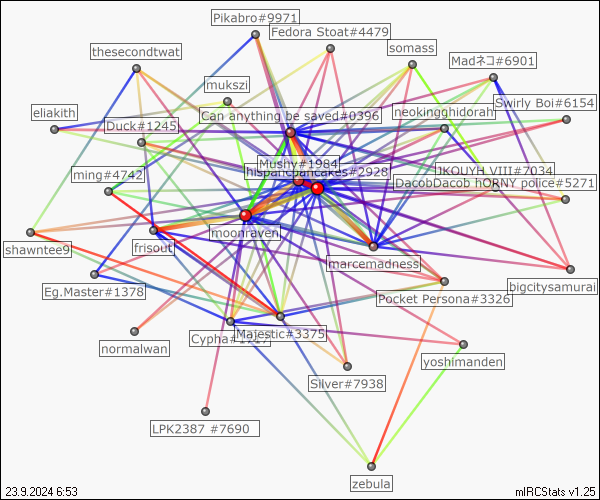 Pikabro#9971
Fedora Stoat#4479
thesecondtwat
somass
Madネコ#6901
mukszi
Swirly Boi#6154
eliakith
Can anything be saved#0396
neokingghidorah
Duck#1245
Mushy#1984
hispanicpancakes#2928
IKOUYH VIII#7034
ming#4742
DacobDacob hORNY police#5271
moonraven
shawntee9
frisout
marcemadness
Eg.Master#1378
bigcitysamurai
Pocket Persona#3326
normalwan
Majestic#3375
yoshimanden
Silver#7938
LPK2387 #7690
zebula
23.9.2024 6:53
mIRCStats v1.25